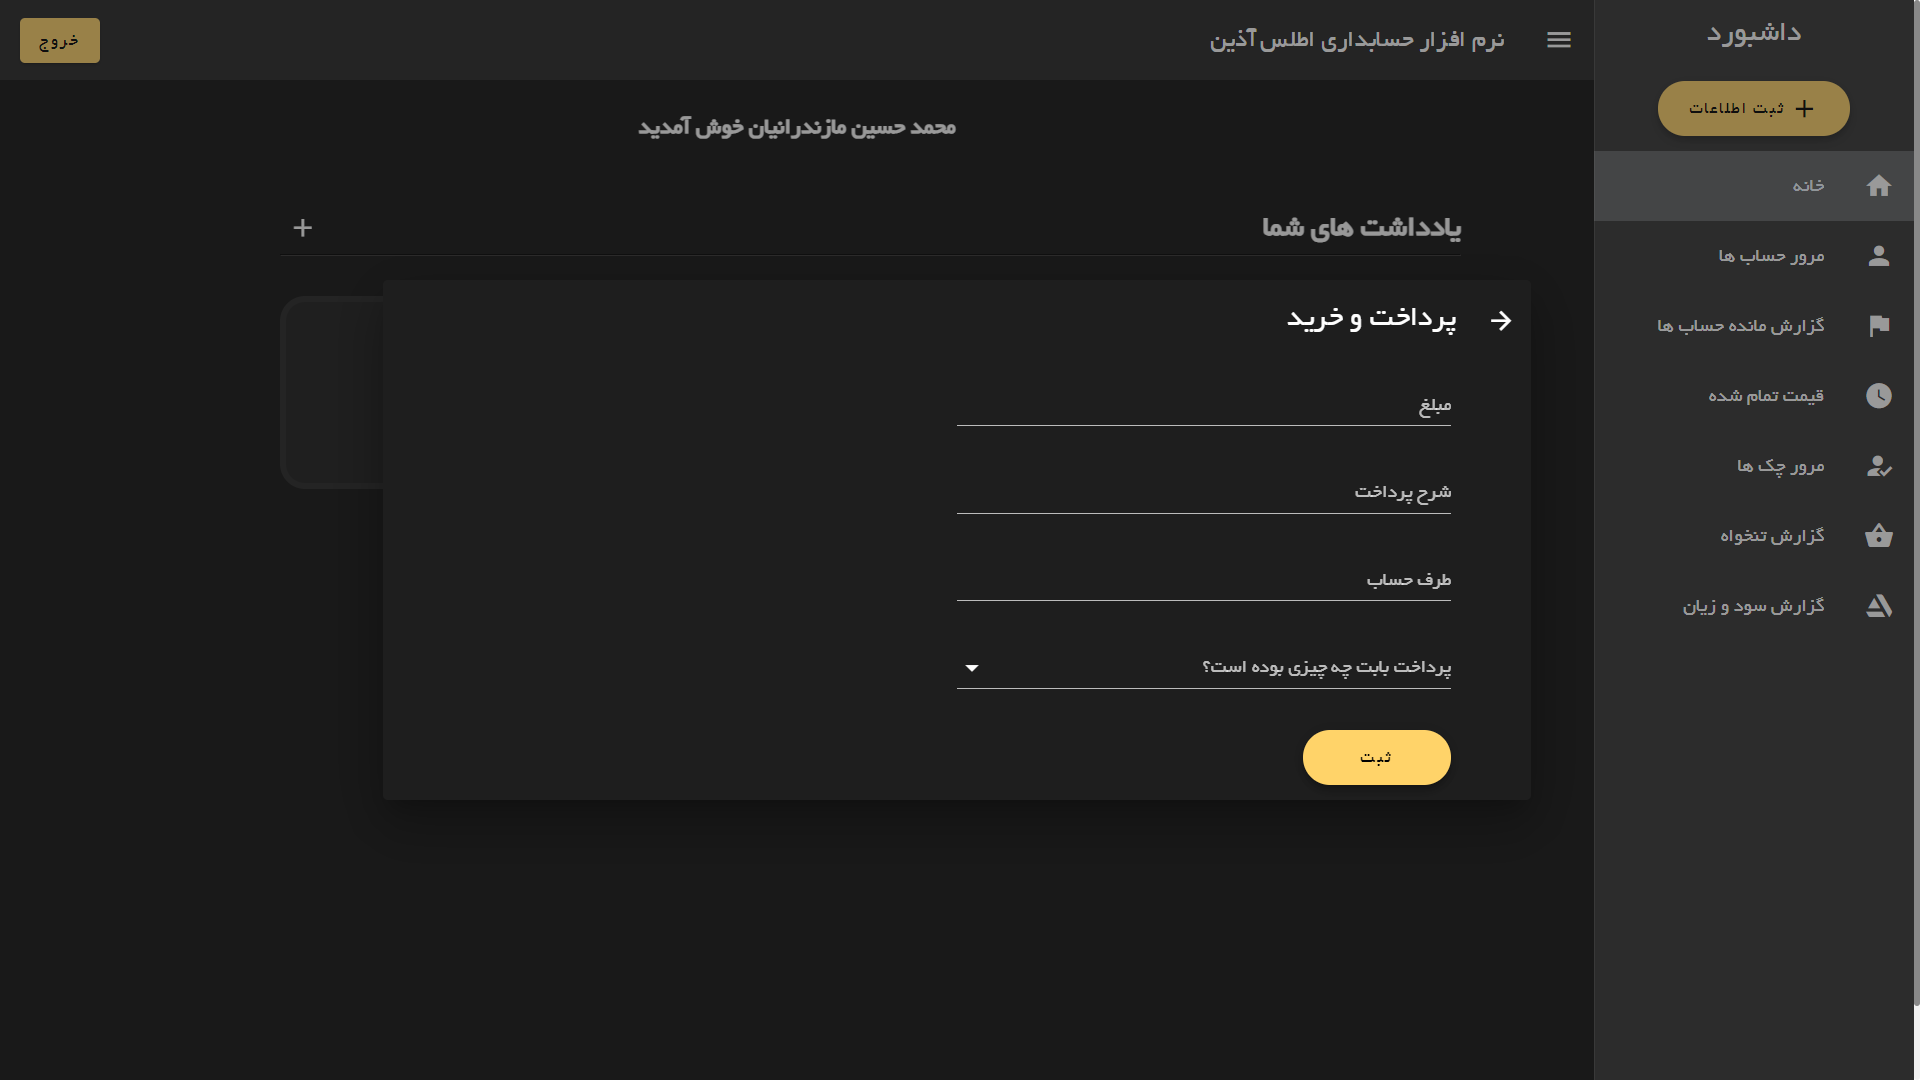 داشبورد
ثبت اطلاعات
خانه
مرور حساب ها
گزارش مانده حساب ها
قیمت تمام شده
مرور چک ها
گزارش تنخواه
گزارش سود و زیان
نرم افزار حسابداری اطلس آذین
خروج
محمد حسین مازندرانیان خوش آمدید
یادداشت های شما
پرداخت و خرید
مبلغ
شرح پرداخت
طرف حساب
پرداخت بابت چه چیزی بوده است؟
ثبت